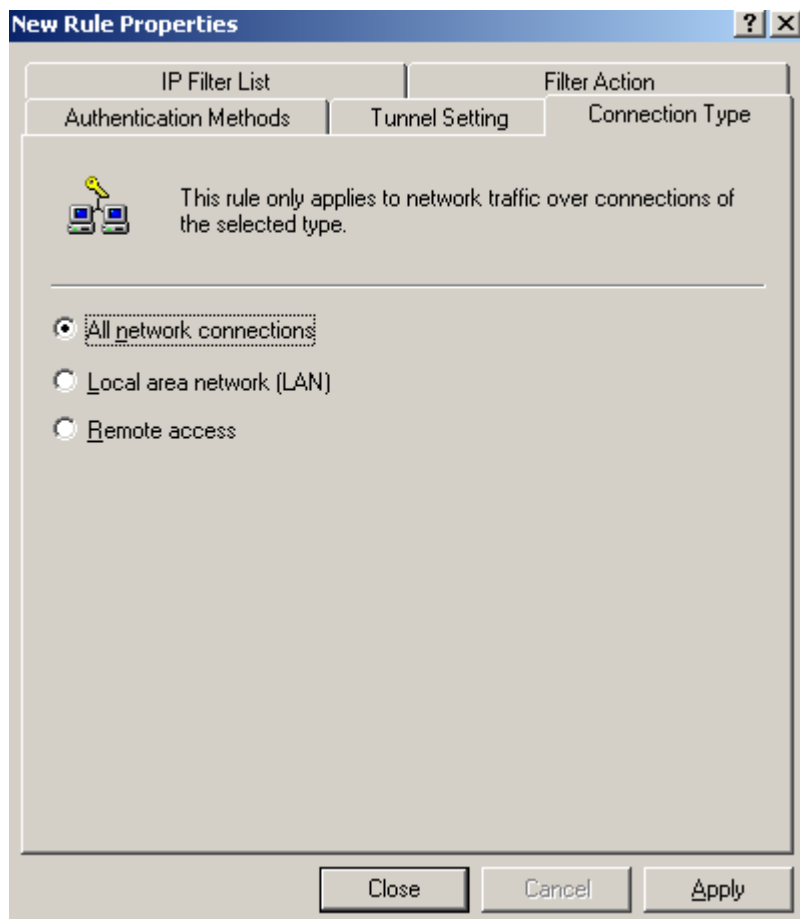 New Rule Properties
IP Filter List
Filter Action
Authentication Methods
Tunnel Setting
Connection Type
This rule only applies to network traffic over connections of
the selected type.
All network connections
Local area network (LAN)
Remote access
Close
Cancel
Apply